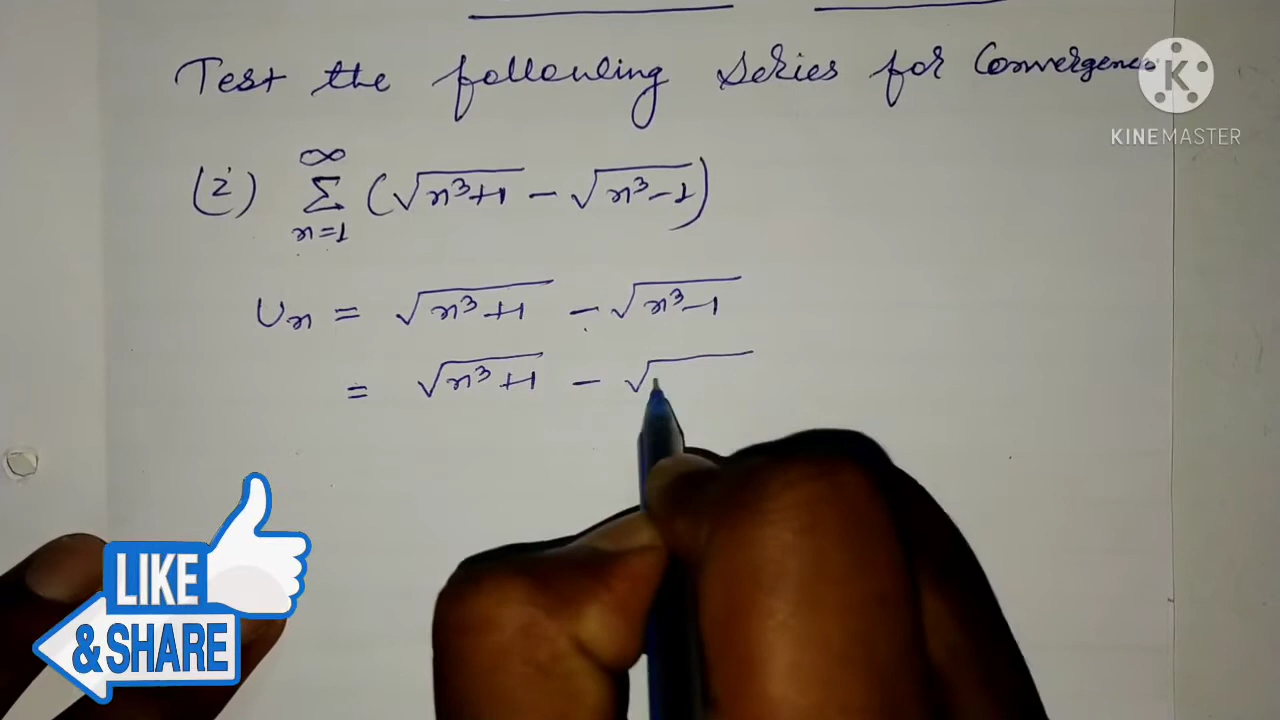 Test the following series for Convergence
KINEMASTER
(2) ∞ Σ n=1 (√n³+1 − √n³−1)
Un = √n³+1 − √n³−1
= √n³+1 − √
LIKE
&SHARE